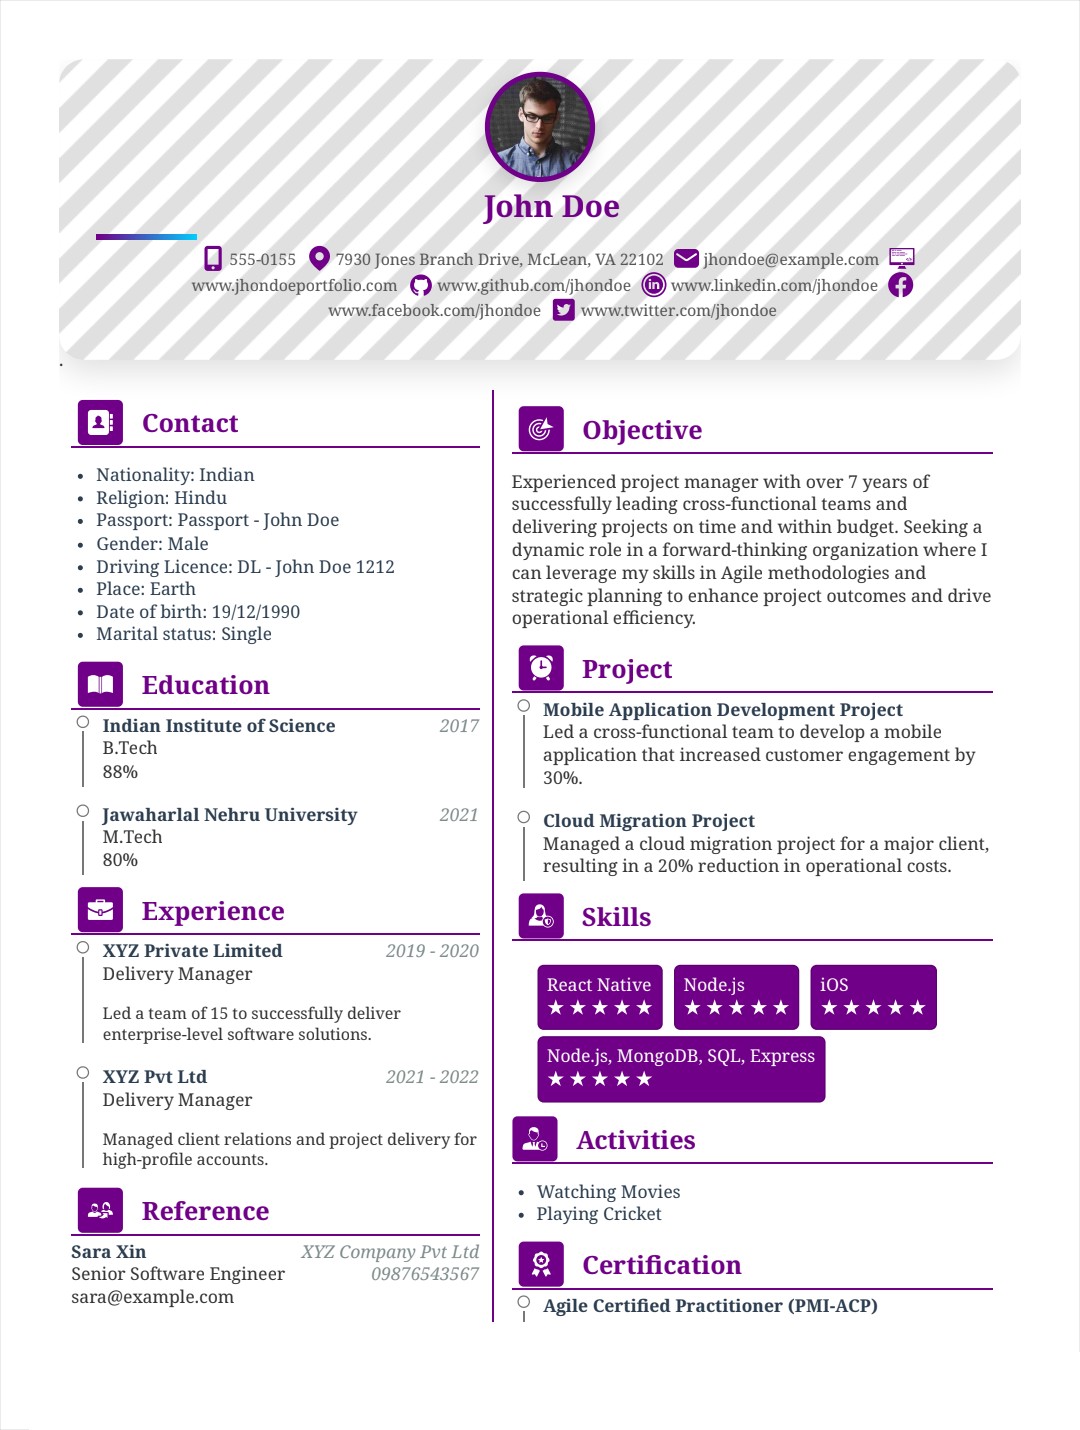 John Doe
555-0155 7930 Jones Branch Drive, McLean, VA 22102 jhondoe@example.com
www.jhondoeportfolio.com www.github.com/jhondoe www.linkedin.com/jhondoe
www.facebook.com/jhondoe www.twitter.com/jhondoe
.
Contact
• Nationality: Indian
• Religion: Hindu
• Passport: Passport - John Doe
• Gender: Male
• Driving Licence: DL - John Doe 1212
• Place: Earth
• Date of birth: 19/12/1990
• Marital status: Single
Education
Indian Institute of Science 2017
B.Tech
88%
Jawaharlal Nehru University 2021
M.Tech
80%
Experience
XYZ Private Limited 2019 - 2020
Delivery Manager
Led a team of 15 to successfully deliver
enterprise-level software solutions.
XYZ Pvt Ltd 2021 - 2022
Delivery Manager
Managed client relations and project delivery for
high-profile accounts.
Reference
Sara Xin XYZ Company Pvt Ltd
Senior Software Engineer 09876543567
sara@example.com
Objective
Experienced project manager with over 7 years of
successfully leading cross-functional teams and
delivering projects on time and within budget. Seeking a
dynamic role in a forward-thinking organization where I
can leverage my skills in Agile methodologies and
strategic planning to enhance project outcomes and drive
operational efficiency.
Project
Mobile Application Development Project
Led a cross-functional team to develop a mobile
application that increased customer engagement by
30%.
Cloud Migration Project
Managed a cloud migration project for a major client,
resulting in a 20% reduction in operational costs.
Skills
React Native Node.js iOS
★★★★★ ★★★★★ ★★★★★
Node.js, MongoDB, SQL, Express
★★★★★
Activities
• Watching Movies
• Playing Cricket
Certification
Agile Certified Practitioner (PMI-ACP)